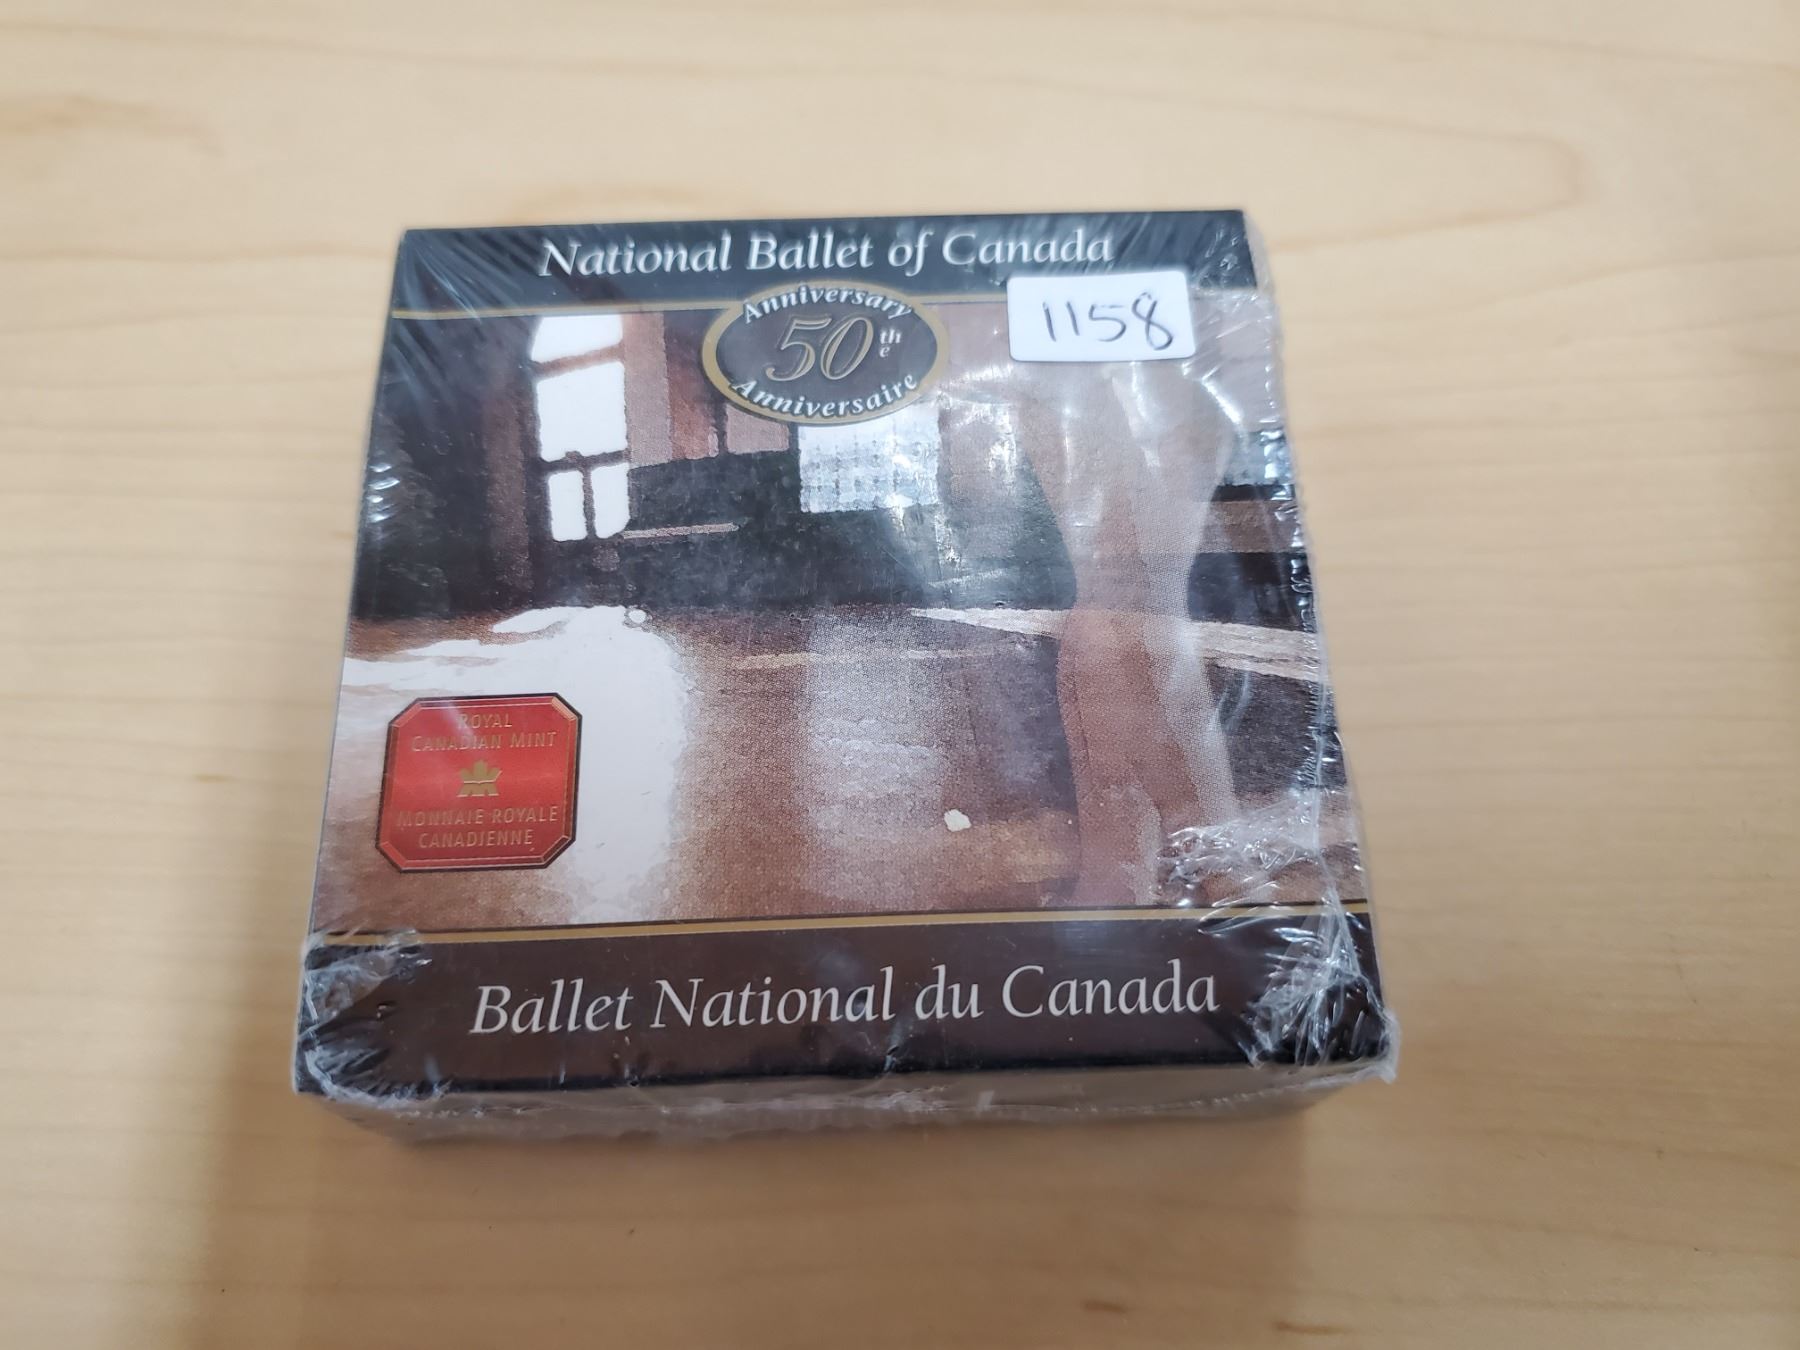 National Ballet of Canada
Anniversary
50th
e
Anniversaire
1158
ROYAL
CANADIAN MINT
MONNAIE ROYALE
CANADIENNE
Ballet National du Canada